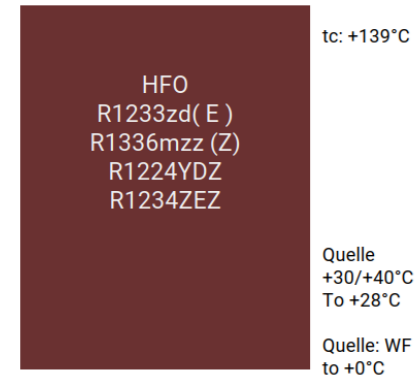 tc: +139°C
HFO
R1233zd( E )
R1336mzz (Z)
R1224YDZ
R1234ZEZ
Quelle
+30/+40°C
To +28°C
Quelle: WF
to +0°C